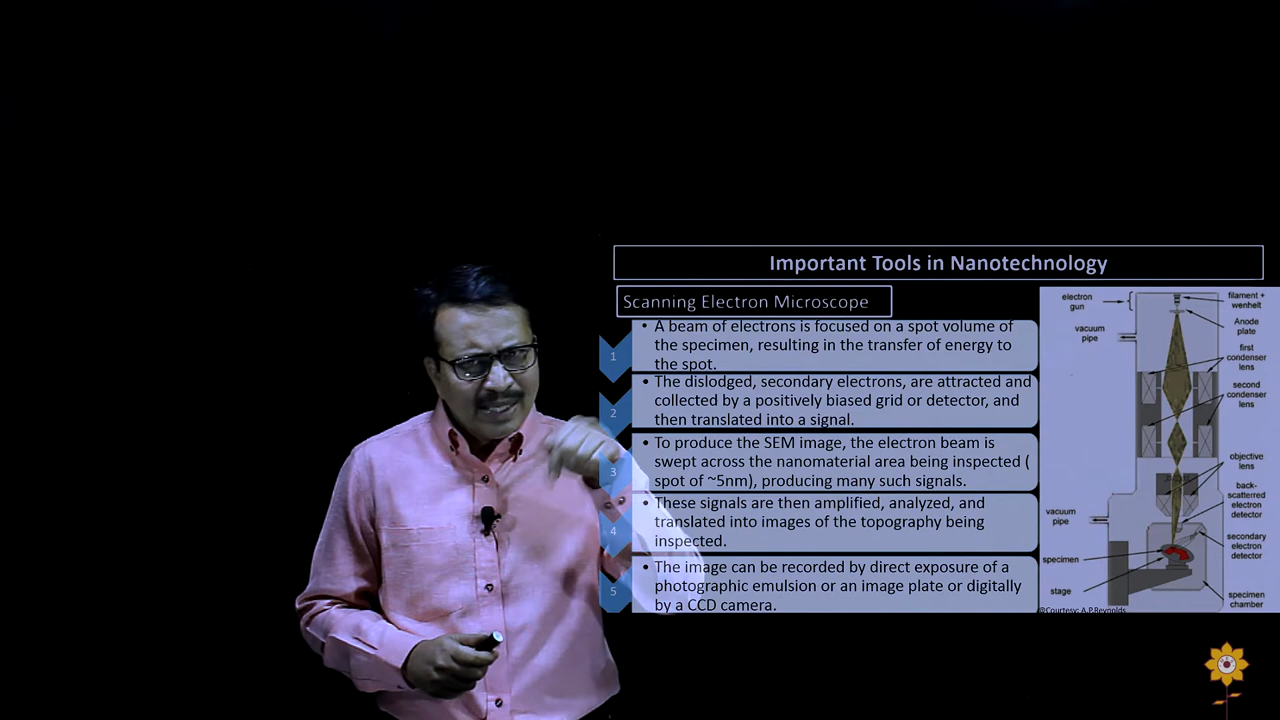 Important Tools in Nanotechnology
Scanning Electron Microscope
1
• A beam of electrons is focused on a spot volume of
the specimen, resulting in the transfer of energy to
the spot.
2
• The dislodged, secondary electrons, are attracted and
collected by a positively biased grid or detector, and
then translated into a signal.
3
• To produce the SEM image, the electron beam is
swept across the nanomaterial area being inspected (
spot of ~5nm), producing many such signals.
4
• These signals are then amplified, analyzed, and
translated into images of the topography being
inspected.
5
• The image can be recorded by direct exposure of a
photographic emulsion or an image plate or digitally
by a CCD camera.
electron
gun
vacuum
pipe
vacuum
pipe
specimen
stage
filament +
wenhelt
Anode
plate
first
condenser
lens
second
condenser
lens
objective
lens
back-
scattered
electron
detector
secondary
electron
detector
specimen
chamber
@Courtesy: A.P.Reynolds